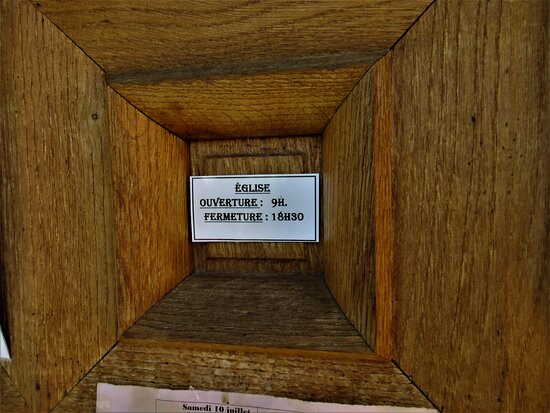 ÉGLISE
OUVERTURE : 9H.
FERMETURE : 18H30
Samedi 10 juillet